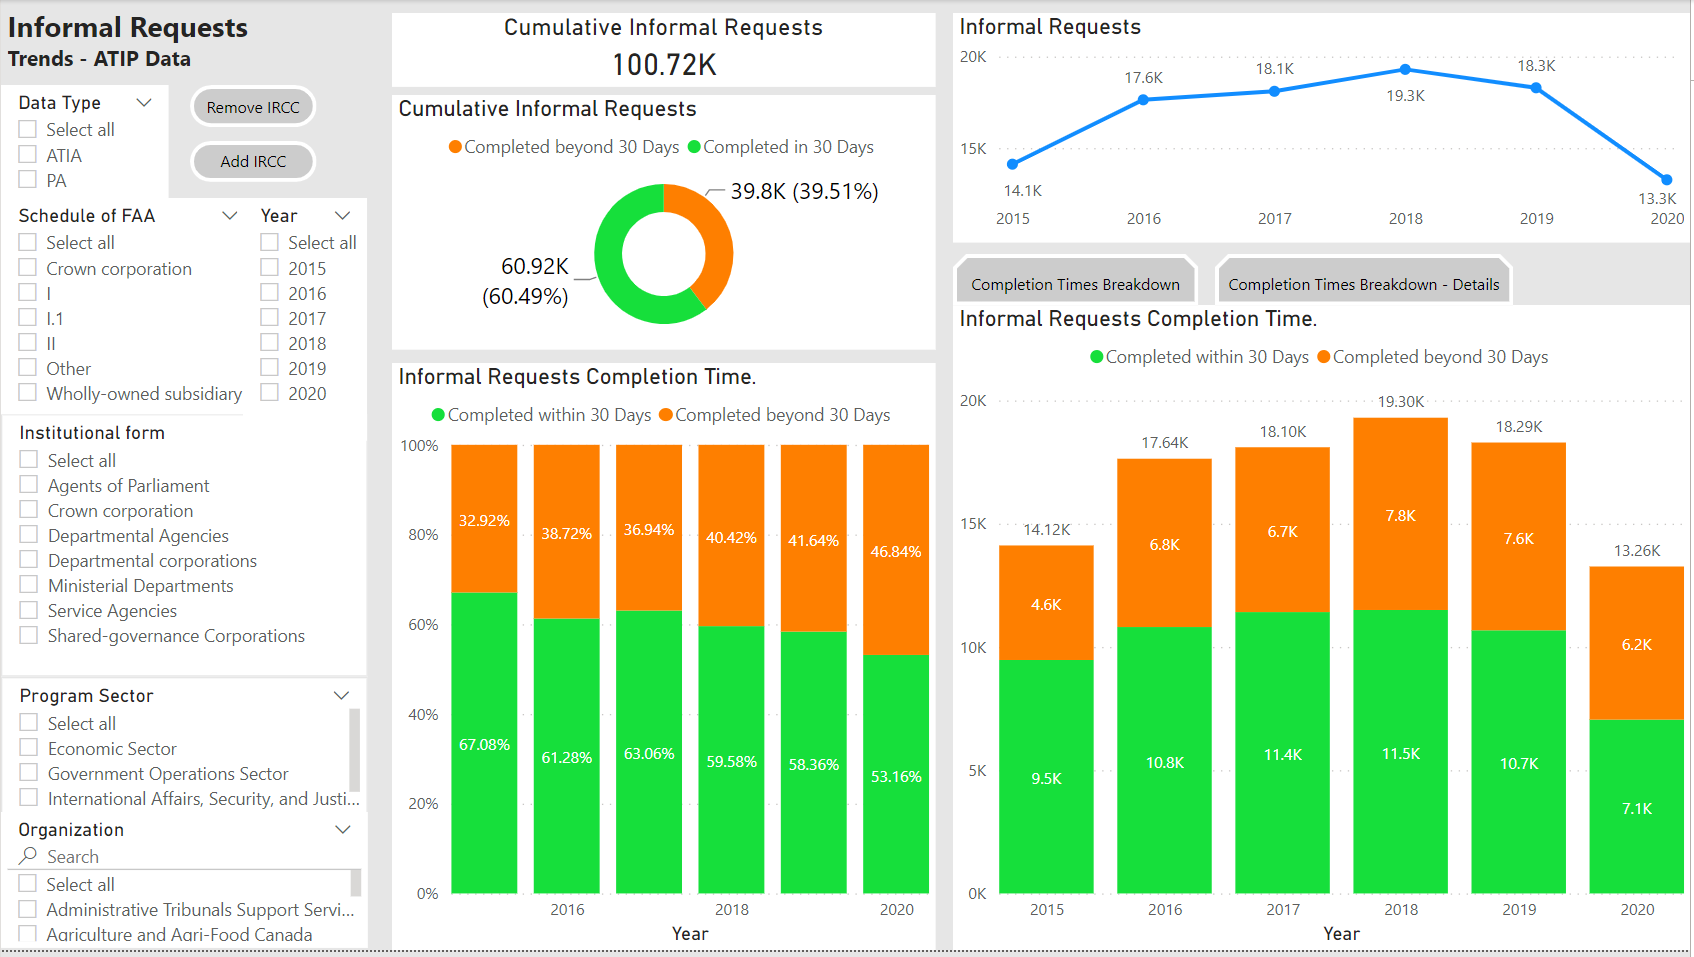 Informal Requests
Trends - ATIP Data
Data Type
Select all
ATIA
PA
Remove IRCC
Add IRCC
Schedule of FAA
Select all
Crown corporation
I
I.1
II
Other
Wholly-owned subsidiary
Year
Select all
2015
2016
2017
2018
2019
2020
Institutional form
Select all
Agents of Parliament
Crown corporation
Departmental Agencies
Departmental corporations
Ministerial Departments
Service Agencies
Shared-governance Corporations
Program Sector
Select all
Economic Sector
Government Operations Sector
International Affairs, Security, and Justi...
Organization
Search
Select all
Administrative Tribunals Support Servi...
Agriculture and Agri-Food Canada
Cumulative Informal Requests
100.72K
Cumulative Informal Requests
Completed beyond 30 Days Completed in 30 Days
39.8K (39.51%)
60.92K
(60.49%)
Informal Requests Completion Time.
Completed within 30 Days Completed beyond 30 Days
100%
80%
60%
40%
20%
0%
32.92% 38.72% 36.94% 40.42% 41.64% 46.84%
67.08% 61.28% 63.06% 59.58% 58.36% 53.16%
2016 2018 2020
Year
Informal Requests
20K
15K
14.1K 17.6K 18.1K 19.3K 18.3K 13.3K
2015 2016 2017 2018 2019 2020
Completion Times Breakdown
Completion Times Breakdown - Details
Informal Requests Completion Time.
Completed within 30 Days Completed beyond 30 Days
20K
15K
10K
5K
0K
14.12K 17.64K 18.10K 19.30K 18.29K 13.26K
4.6K 6.8K 6.7K 7.8K 7.6K 6.2K
9.5K 10.8K 11.4K 11.5K 10.7K 7.1K
2015 2016 2017 2018 2019 2020
Year